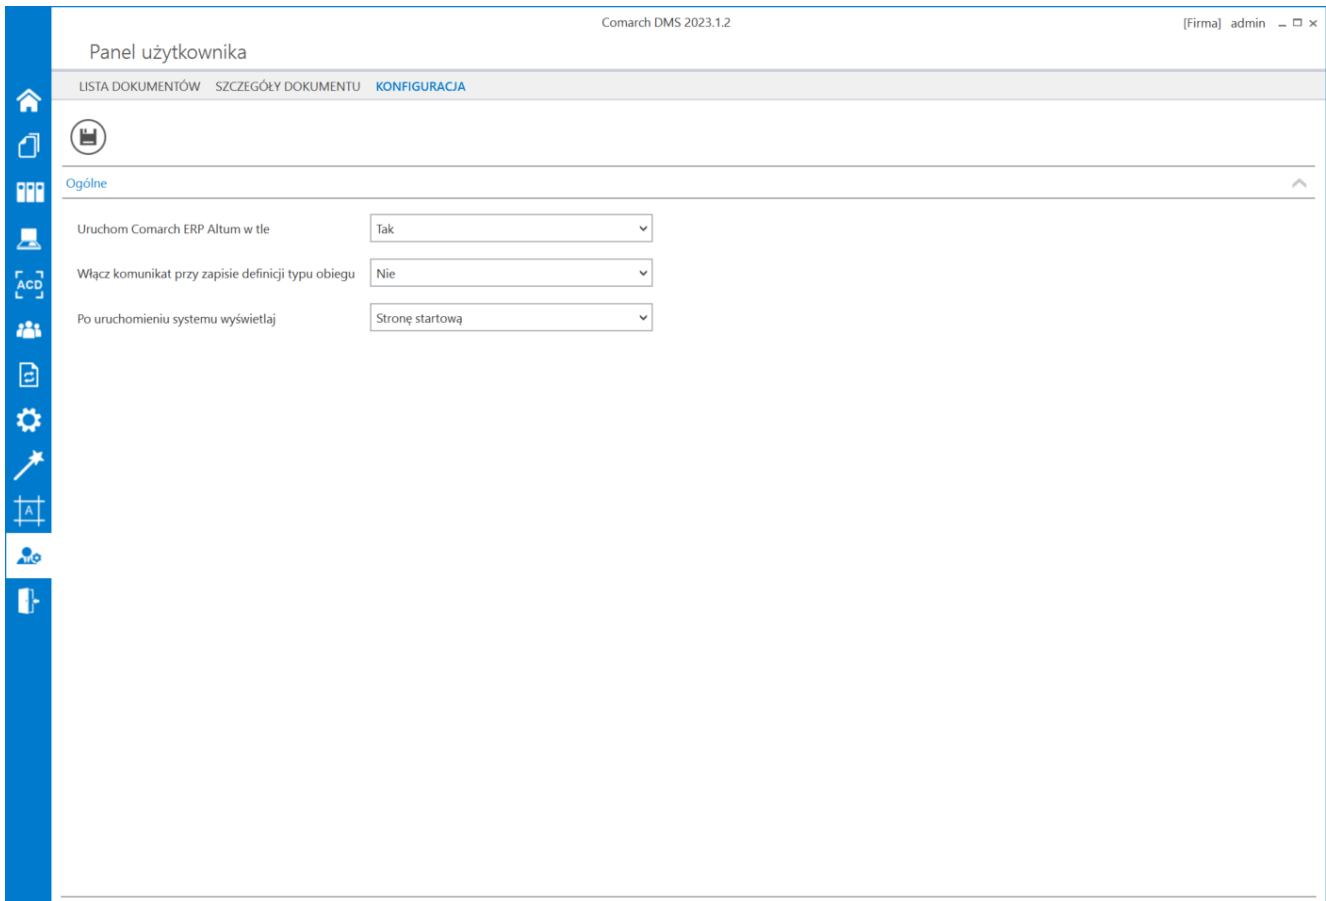 Comarch DMS 2023.1.2
[Firma] admin
Panel użytkownika
LISTA DOKUMENTÓW SZCZEGÓŁY DOKUMENTU KONFIGURACJA
Ogólne
Uruchom Comarch ERP Altum w tle Tak
Włącz komunikat przy zapisie definicji typu obiegu Nie
Po uruchomieniu systemu wyświetlaj Stronę startową
ACD
A